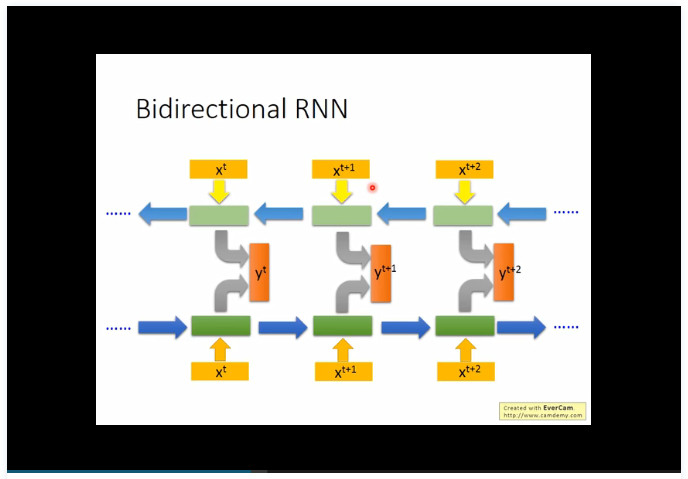 Bidirectional RNN
x^t x^{t+1} x^{t+2}
...... ......
y^t y^{t+1} y^{t+2}
...... ......
x^t x^{t+1} x^{t+2}
Created with EverCam
http://www.camdemy.com